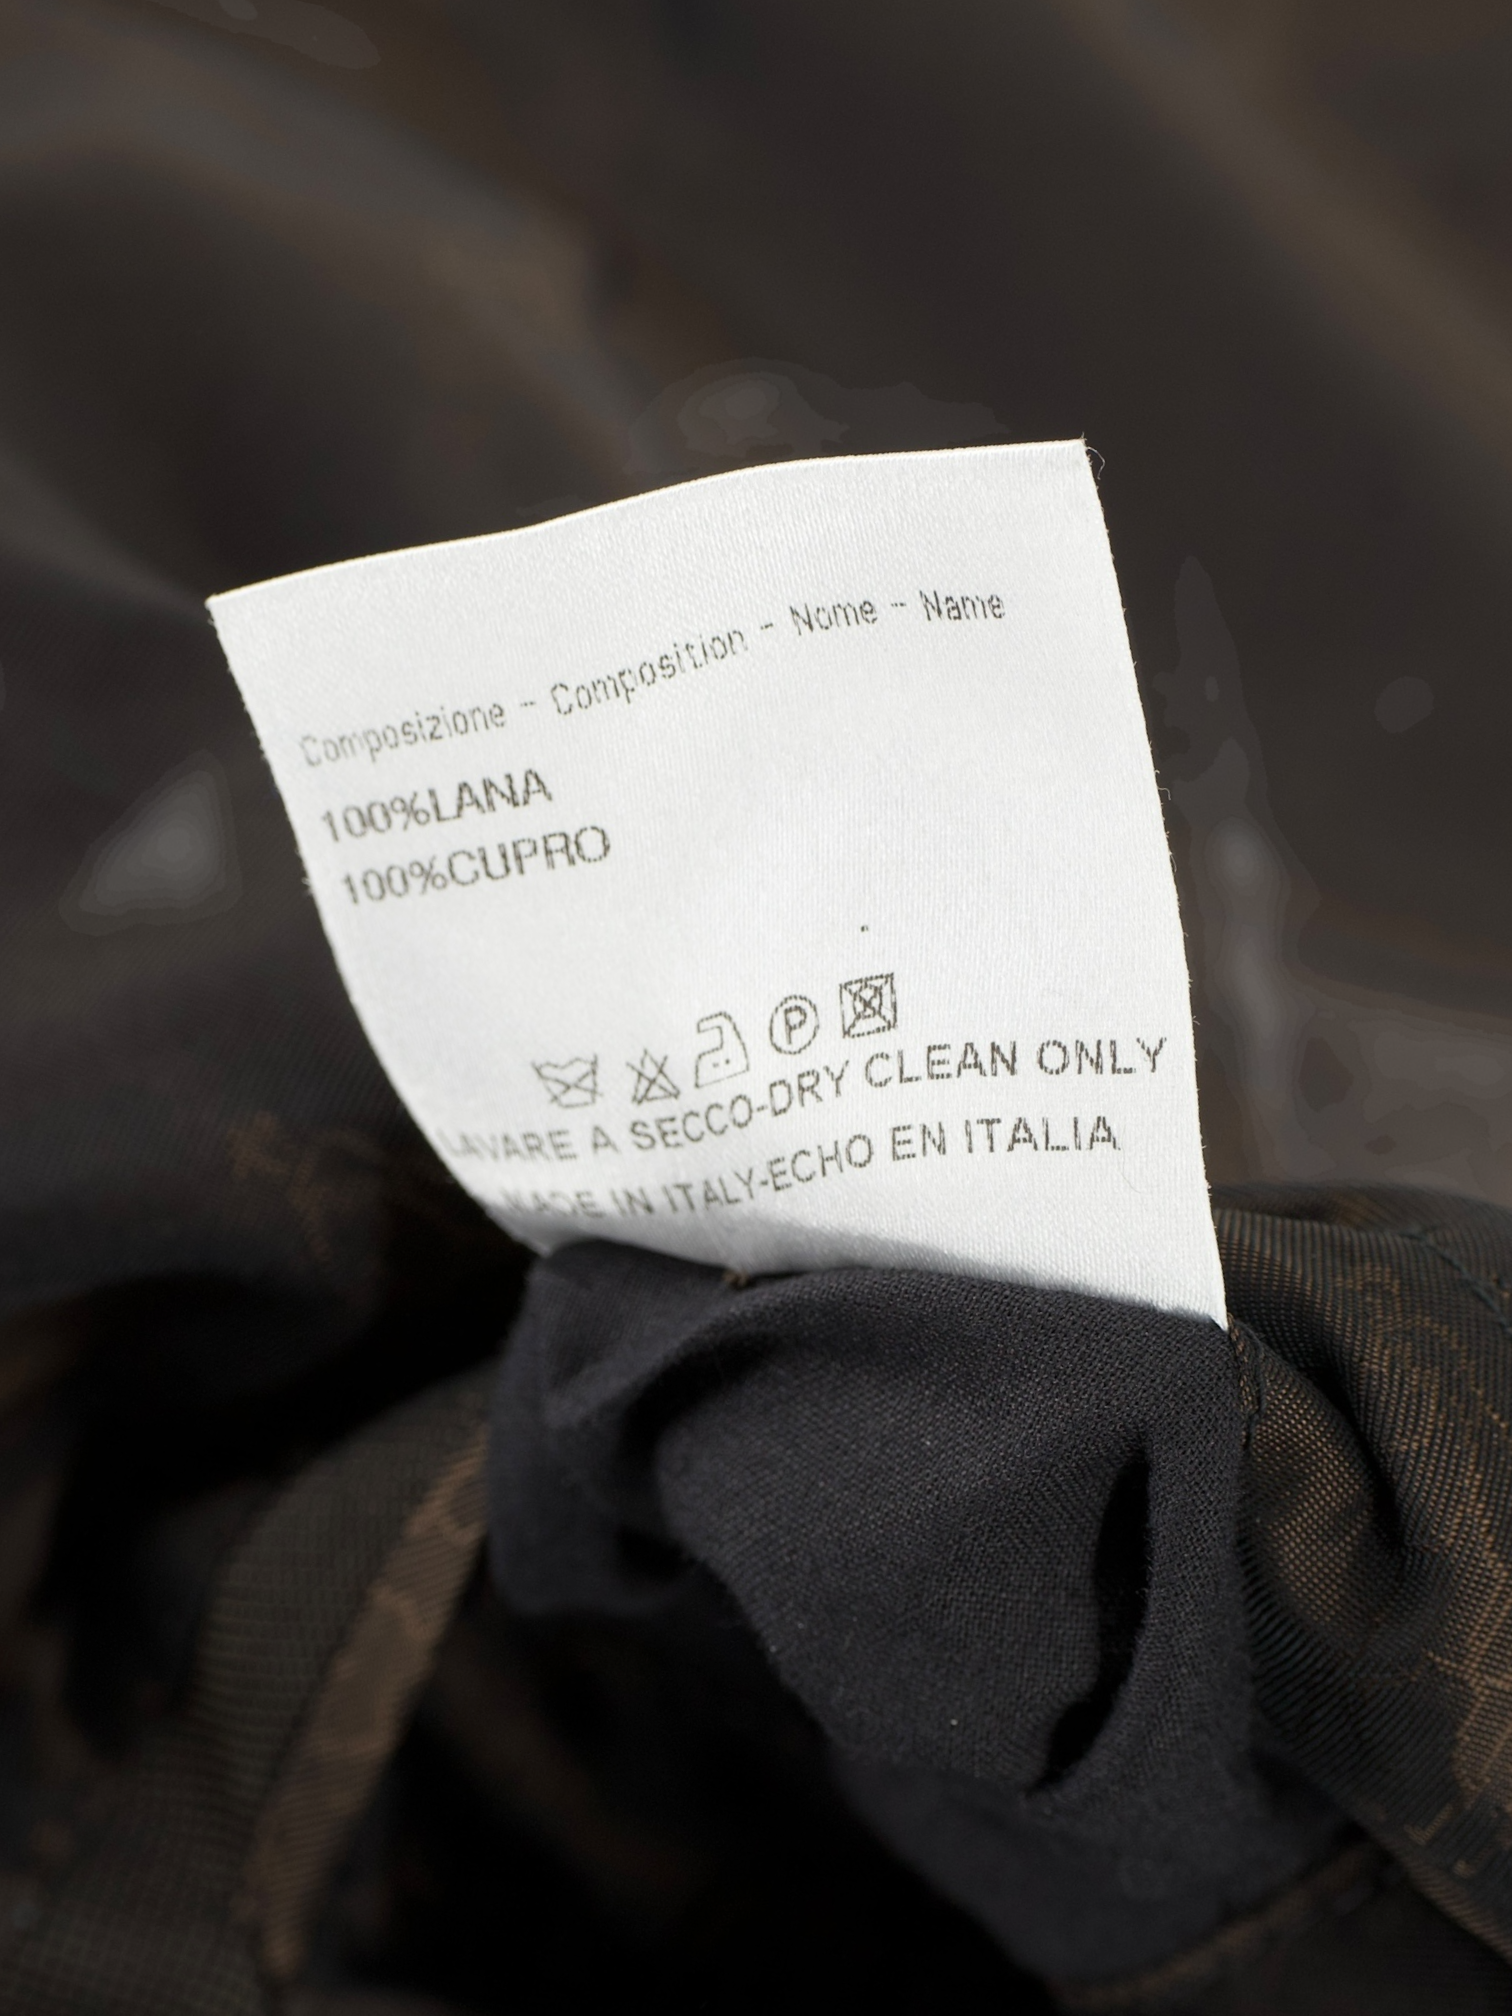 Composizione - Composition - Nome - Name
100%LANA
100%CUPRO
P
LAVARE A SECCO-DRY CLEAN ONLY
MADE IN ITALY-ECHO EN ITALIA